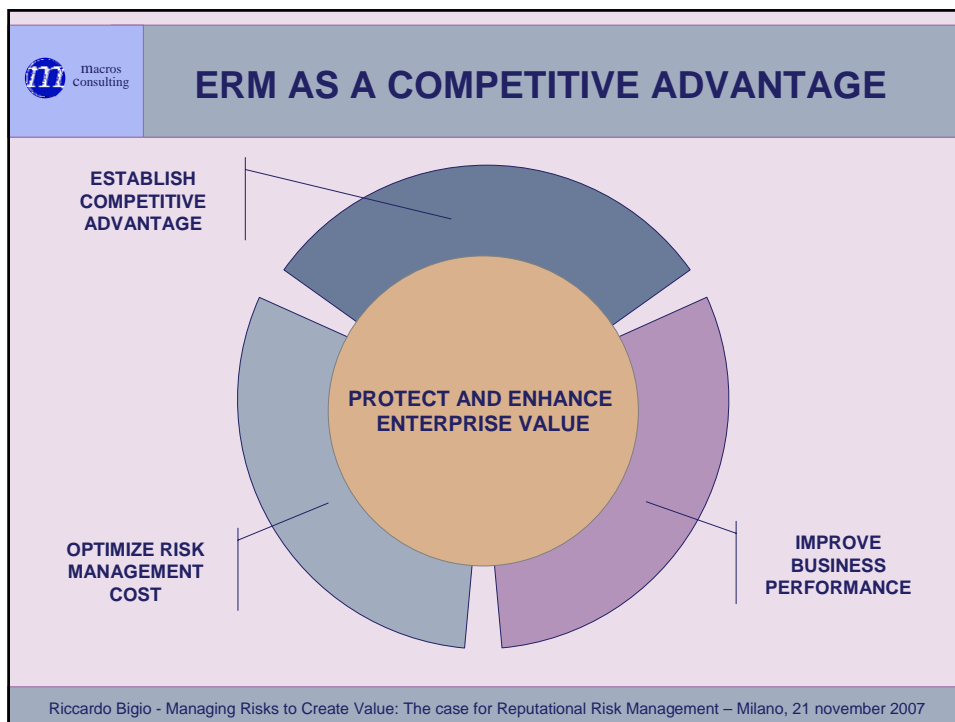 m
macros
consulting
ERM AS A COMPETITIVE ADVANTAGE
ESTABLISH
COMPETITIVE
ADVANTAGE
PROTECT AND ENHANCE
ENTERPRISE VALUE
OPTIMIZE RISK
MANAGEMENT
COST
IMPROVE
BUSINESS
PERFORMANCE
Riccardo Bigio - Managing Risks to Create Value: The case for Reputational Risk Management – Milano, 21 november 2007